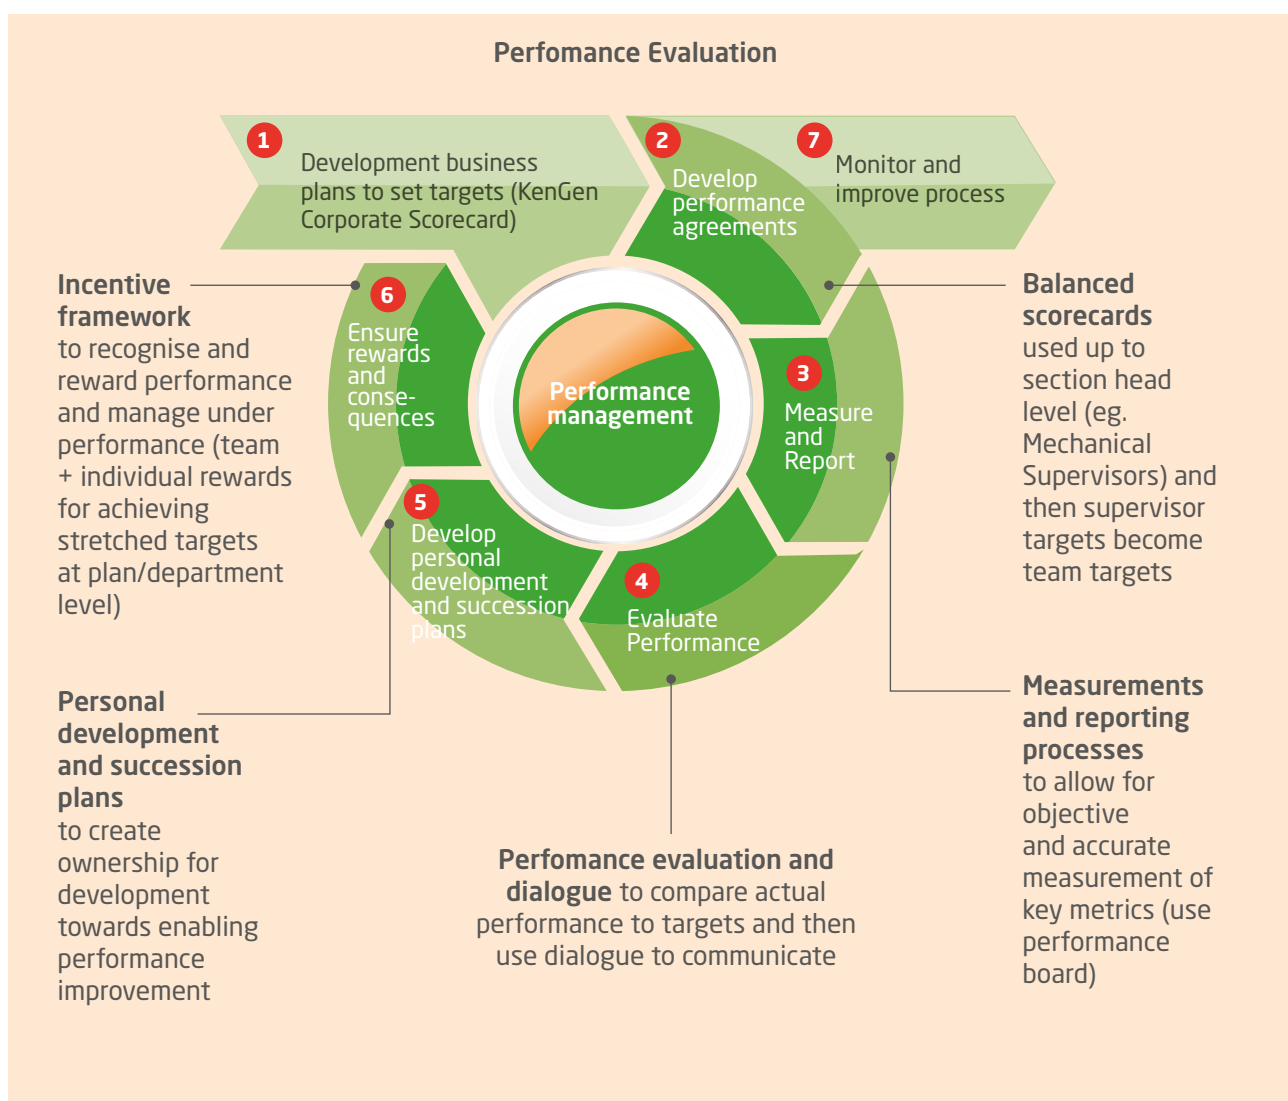 Perfomance Evaluation
1
Development business
plans to set targets (KenGen
Corporate Scorecard)
2
Develop
performance
agreements
7
Monitor and
improve process
3
Measure
and
Report
4
Evaluate
Performance
5
Develop
personal
development
and succession
plans
6
Ensure
rewards
and
conse-
quences
Performance
management
Incentive
framework
to recognise and
reward performance
and manage under
performance (team
+ individual rewards
for achieving
stretched targets
at plan/department
level)
Balanced
scorecards
used up to
section head
level (eg.
Mechanical
Supervisors) and
then supervisor
targets become
team targets
Personal
development
and succession
plans
to create
ownership for
development
towards enabling
performance
improvement
Perfomance evaluation and
dialogue to compare actual
performance to targets and then
use dialogue to communicate
Measurements
and reporting
processes
to allow for
objective
and accurate
measurement of
key metrics (use
performance
board)